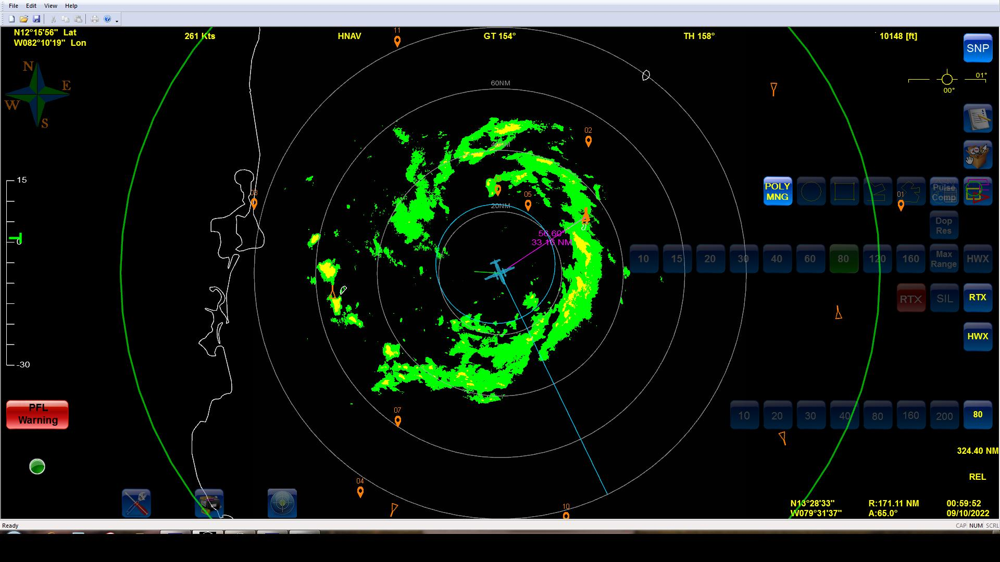 File Edit View Help
N12°15'56" Lat
W082°10'19" Lon
261 Kts
HNAV
GT 154°
TH 158°
10148 [ft]
SNP
11
N
E
W
S
01°
00°
60NM
02
15
0
-30
03
05
20NM
56.60°
33.16 NM
POLY
MNG
Pulse
Comp
01
Dop
Res
10 15 20 30 40 60 80 120 160
Max
Range
HWX
RTX
SIL
RTX
HWX
PFL
Warning
07
10 20 30 40 80 160 200 80
324.40 NM
REL
04
10
N13°28'33"
W079°31'37"
R:171.11 NM
A:65.0°
00:59:52
09/10/2022
Ready
CAP NUM SCRL